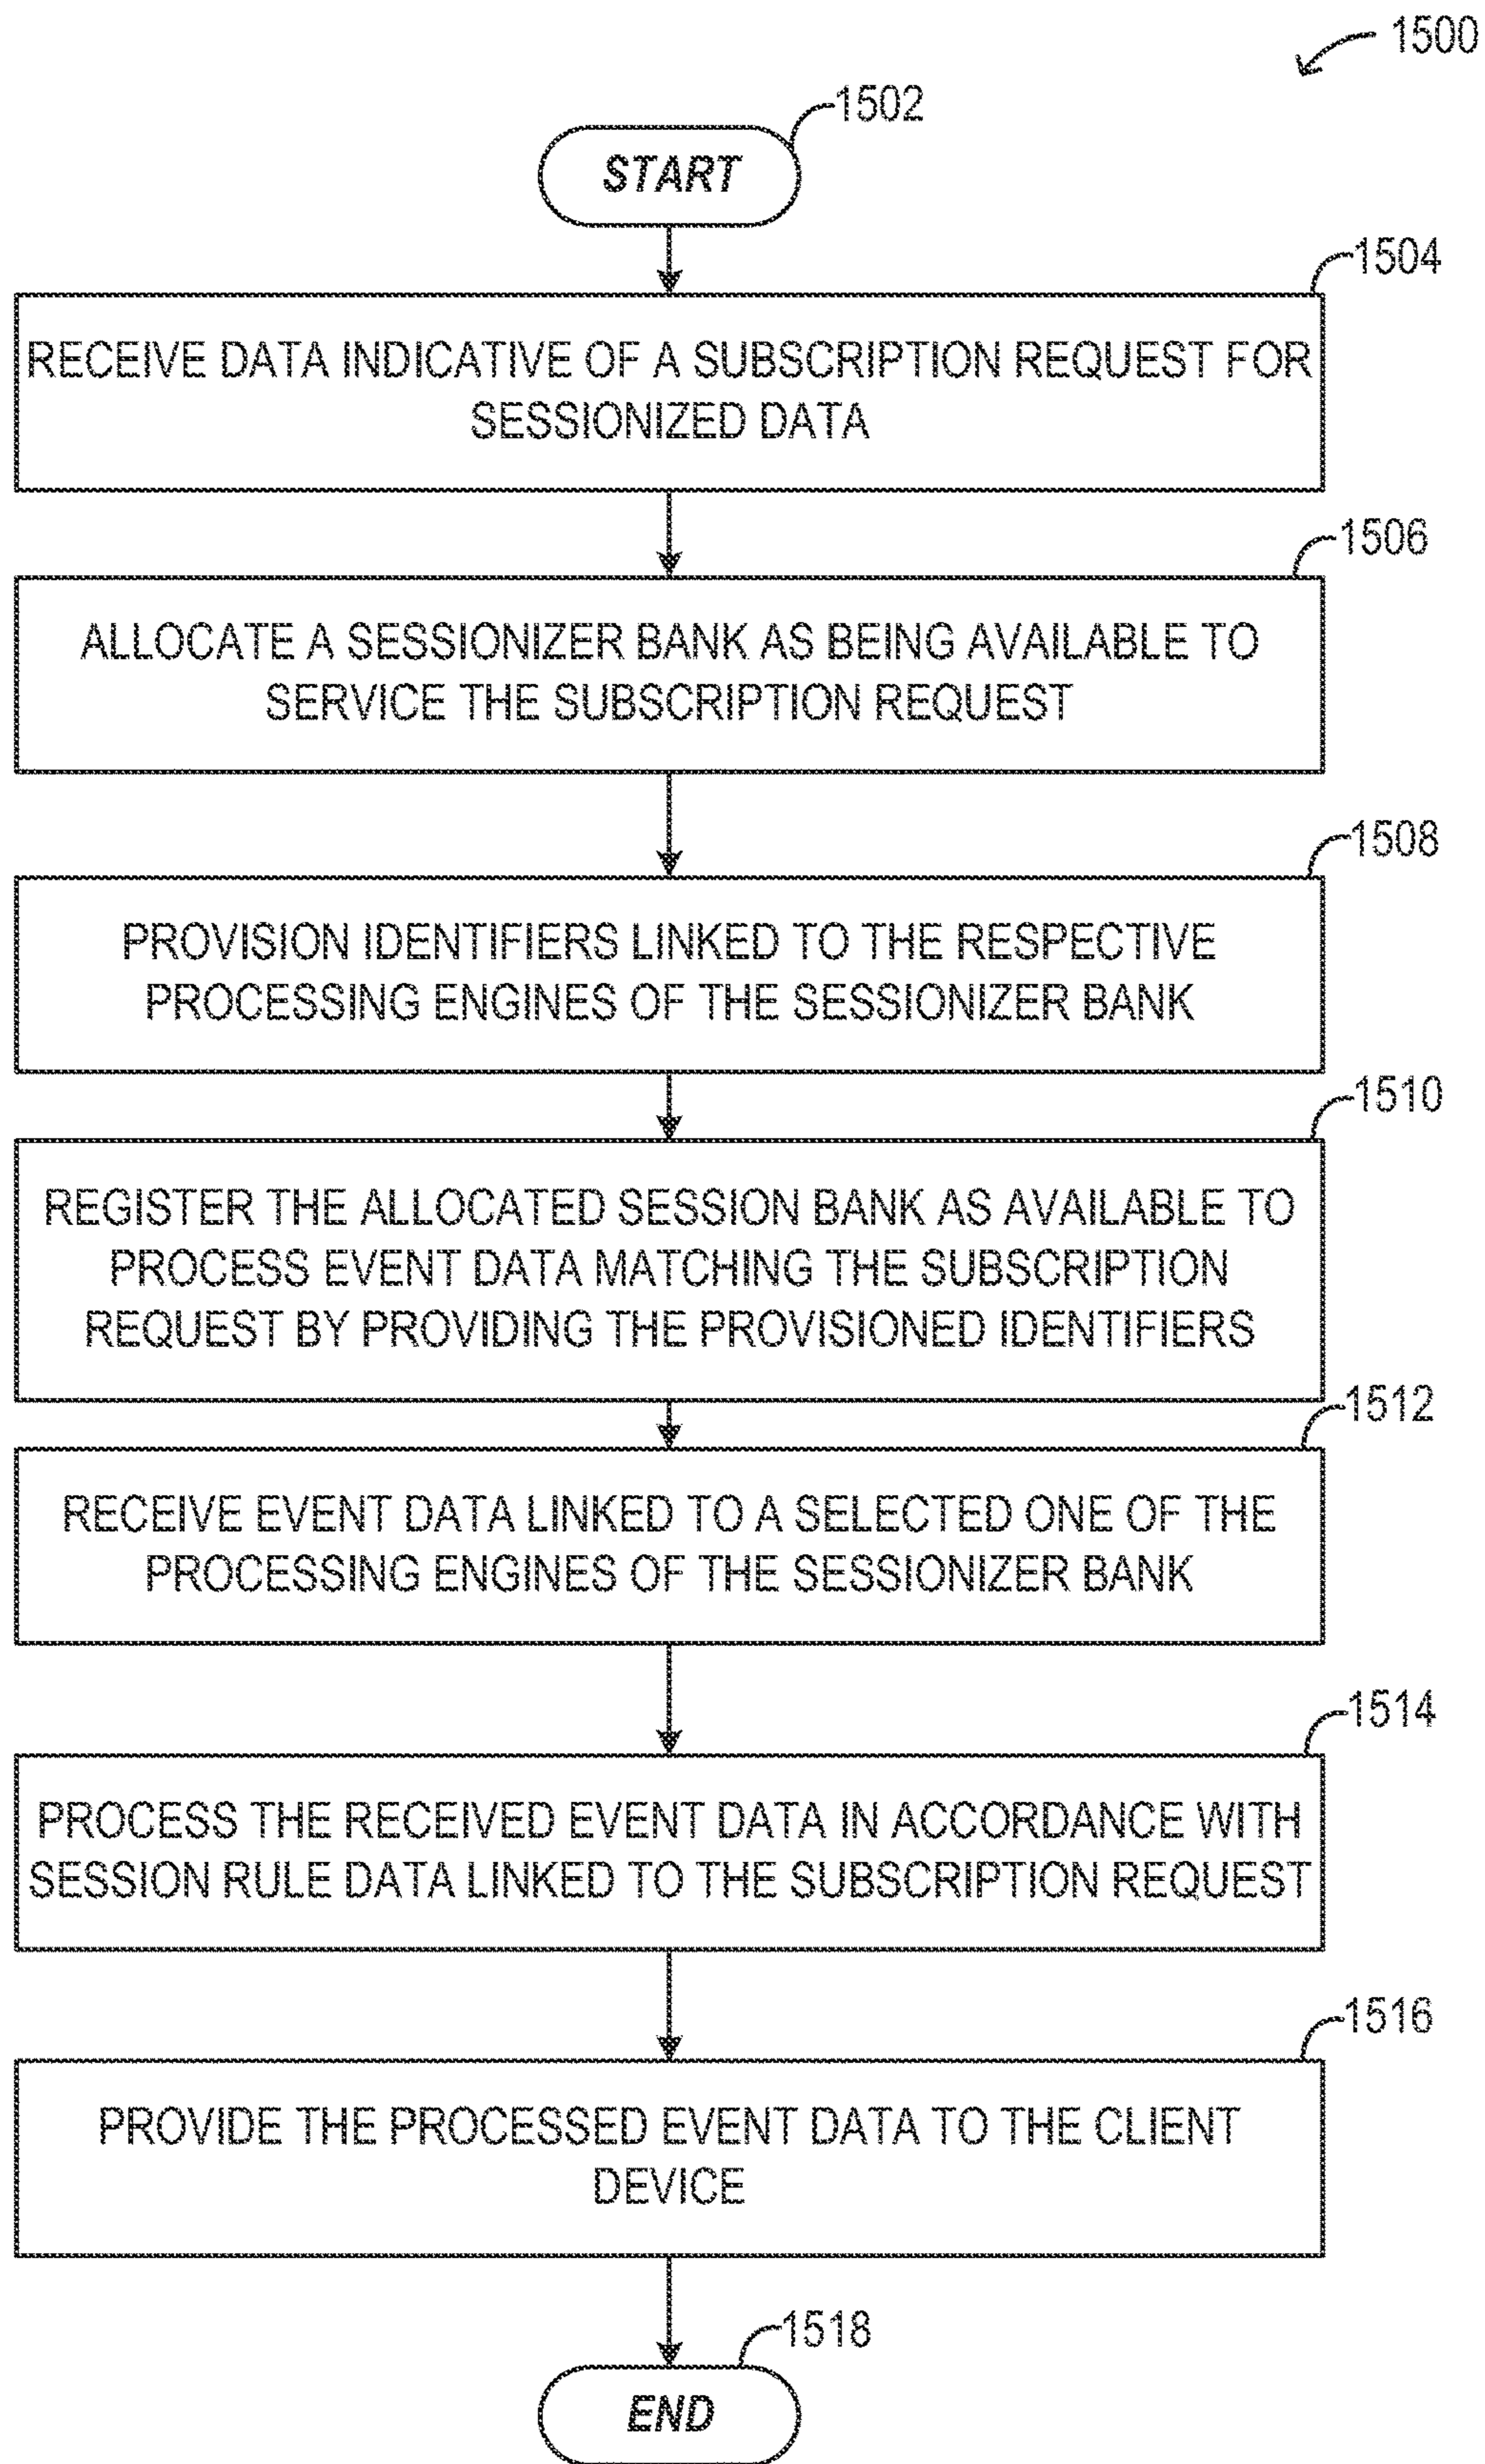 1500
1502
START
1504
RECEIVE DATA INDICATIVE OF A SUBSCRIPTION REQUEST FOR
SESSIONIZED DATA
1506
ALLOCATE A SESSIONIZER BANK AS BEING AVAILABLE TO
SERVICE THE SUBSCRIPTION REQUEST
1508
PROVISION IDENTIFIERS LINKED TO THE RESPECTIVE
PROCESSING ENGINES OF THE SESSIONIZER BANK
1510
REGISTER THE ALLOCATED SESSION BANK AS AVAILABLE TO
PROCESS EVENT DATA MATCHING THE SUBSCRIPTION
REQUEST BY PROVIDING THE PROVISIONED IDENTIFIERS
1512
RECEIVE EVENT DATA LINKED TO A SELECTED ONE OF THE
PROCESSING ENGINES OF THE SESSIONIZER BANK
1514
PROCESS THE RECEIVED EVENT DATA IN ACCORDANCE WITH
SESSION RULE DATA LINKED TO THE SUBSCRIPTION REQUEST
1516
PROVIDE THE PROCESSED EVENT DATA TO THE CLIENT
DEVICE
1518
END